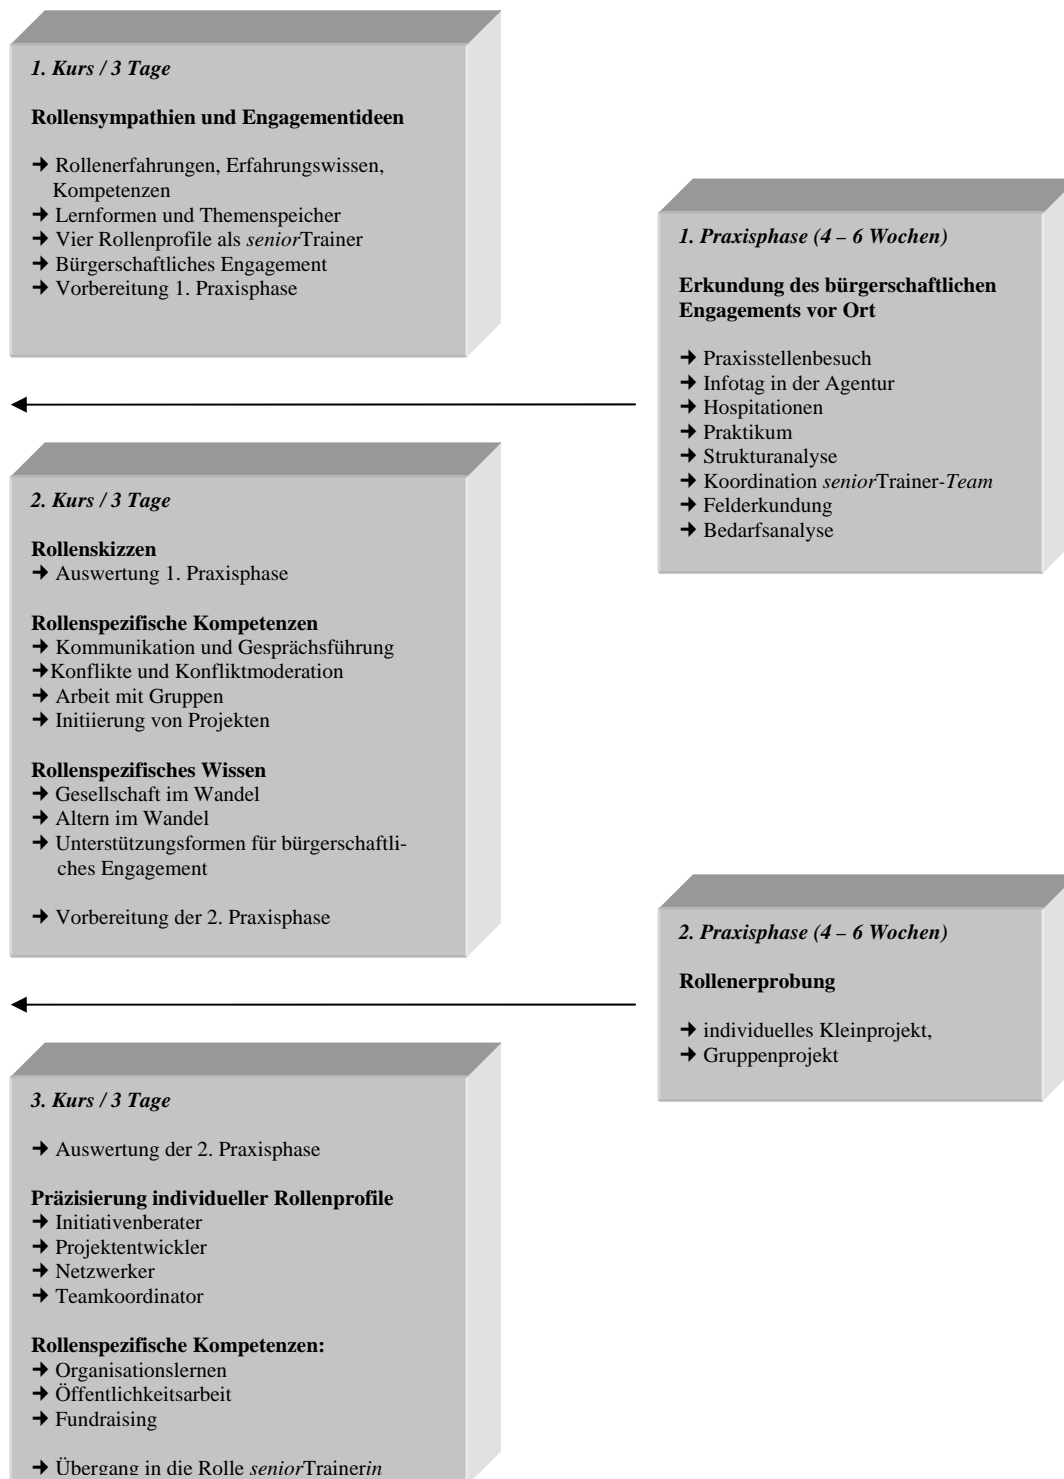 1. Kurs / 3 Tage
Rollensympathien und Engagementideen
➔ Rollenerfahrungen, Erfahrungswissen,
Kompetenzen
➔ Lernformen und Themenspeicher
➔ Vier Rollenprofile als seniorTrainer
➔ Bürgerschaftliches Engagement
➔ Vorbereitung 1. Praxisphase
1. Praxisphase (4 – 6 Wochen)
Erkundung des bürgerschaftlichen
Engagements vor Ort
➔ Praxisstellenbesuch
➔ Infotag in der Agentur
➔ Hospitationen
➔ Praktikum
➔ Strukturanalyse
➔ Koordination seniorTrainer-Team
➔ Felderkundung
➔ Bedarfsanalyse
2. Kurs / 3 Tage
Rollenskizzen
➔ Auswertung 1. Praxisphase
Rollenspezifische Kompetenzen
➔ Kommunikation und Gesprächsführung
➔Konflikte und Konfliktmoderation
➔ Arbeit mit Gruppen
➔ Initiierung von Projekten
Rollenspezifisches Wissen
➔ Gesellschaft im Wandel
➔ Altern im Wandel
➔ Unterstützungsformen für bürgerschaftli-
ches Engagement
➔ Vorbereitung der 2. Praxisphase
2. Praxisphase (4 – 6 Wochen)
Rollenerprobung
➔ individuelles Kleinprojekt,
➔ Gruppenprojekt
3. Kurs / 3 Tage
➔ Auswertung der 2. Praxisphase
Präzisierung individueller Rollenprofile
➔ Initiativenberater
➔ Projektentwickler
➔ Netzwerker
➔ Teamkoordinator
Rollenspezifische Kompetenzen:
➔ Organisationslernen
➔ Öffentlichkeitsarbeit
➔ Fundraising
➔ Übergang in die Rolle seniorTrainerin